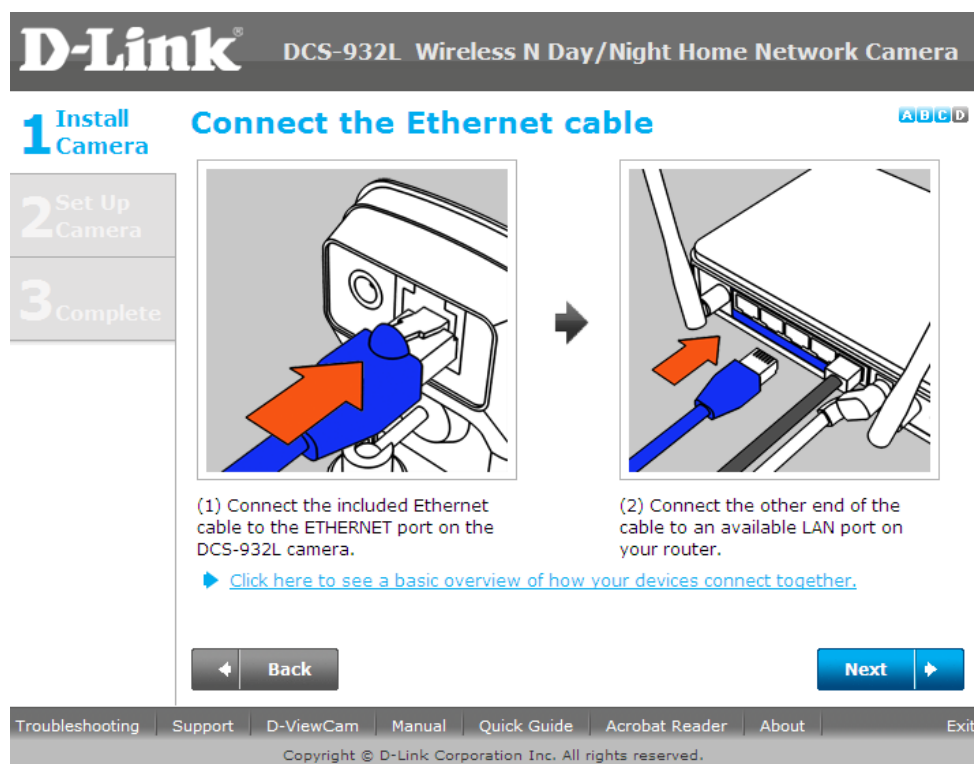 D-Link® DCS-932L Wireless N Day/Night Home Network Camera
1 Install
Camera
2 Set Up
Camera
3 Complete
Connect the Ethernet cable
A B C D
(1) Connect the included Ethernet
cable to the ETHERNET port on the
DCS-932L camera.
(2) Connect the other end of the
cable to an available LAN port on
your router.
Click here to see a basic overview of how your devices connect together.
Back
Next
Troubleshooting Support D-ViewCam Manual Quick Guide Acrobat Reader About Exit
Copyright © D-Link Corporation Inc. All rights reserved.